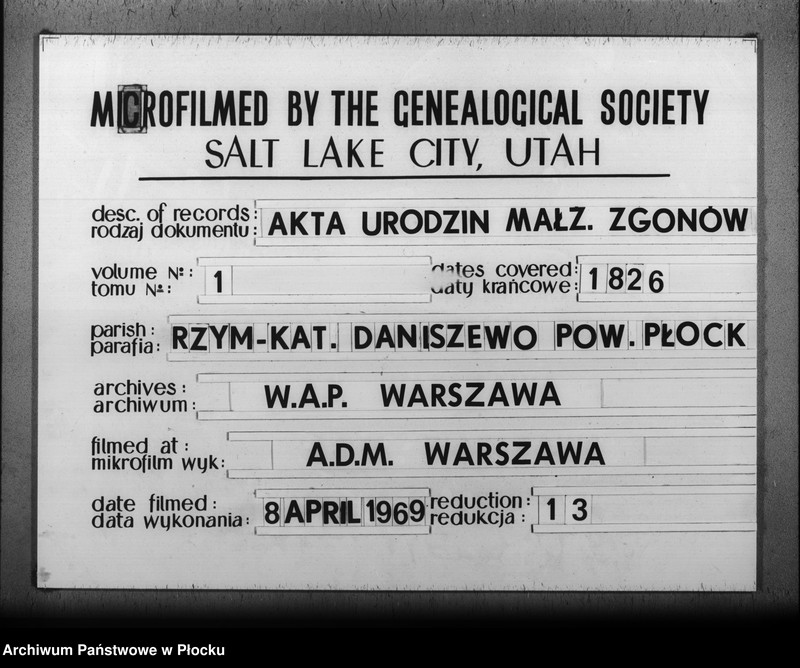 MICROFILMED BY THE GENEALOGICAL SOCIETY
SALT LAKE CITY, UTAH
desc. of records:
rodzaj dokumentu: AKTA URODZIN MAŁŻ. ZGONÓW
volume No: dates covered:
tomu No: 1 daty krańcowe: 1826
parish:
parafia: RZYM-KAT. DANISZEWO POW. PŁOCK
archives:
archiwum: W.A.P. WARSZAWA
filmed at:
mikrofilm wyk: A.D.M. WARSZAWA
date filmed: reduction:
data wykonania: 8 APRIL 1969 redukcja: 13
Archiwum Państwowe w Płocku